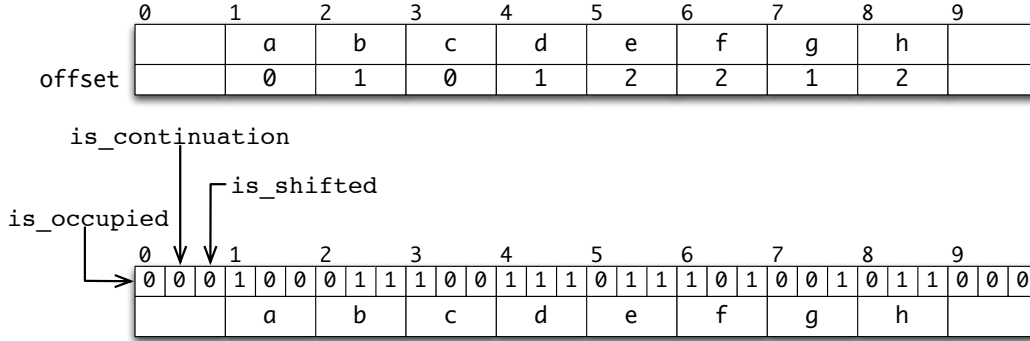 0 1 2 3 4 5 6 7 8 9
a b c d e f g h
offset 0 1 0 1 2 2 1 2
is_continuation
is_shifted
is_occupied
0 1 2 3 4 5 6 7 8 9
0 0 0 1 0 0 0 1 1 1 0 0 1 1 1 0 1 1 1 0 1 0 0 1 0 1 1 0 0 0
a b c d e f g h